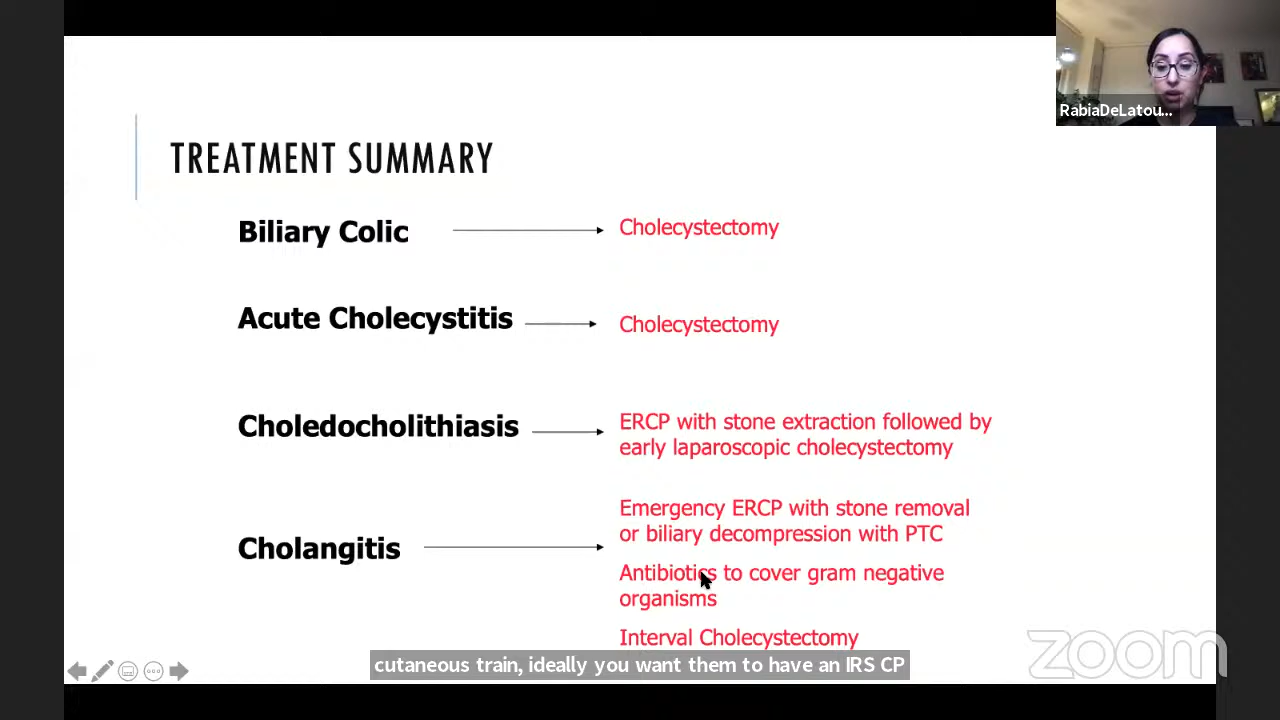 RabiaDeLatou...
TREATMENT SUMMARY
Biliary Colic
Cholecystectomy
Acute Cholecystitis
Cholecystectomy
Choledocholithiasis
ERCP with stone extraction followed by
early laparoscopic cholecystectomy
Cholangitis
Emergency ERCP with stone removal
or biliary decompression with PTC
Antibiotics to cover gram negative
organisms
Interval Cholecystectomy
cutaneous train, ideally you want them to have an IRS CP
zoom